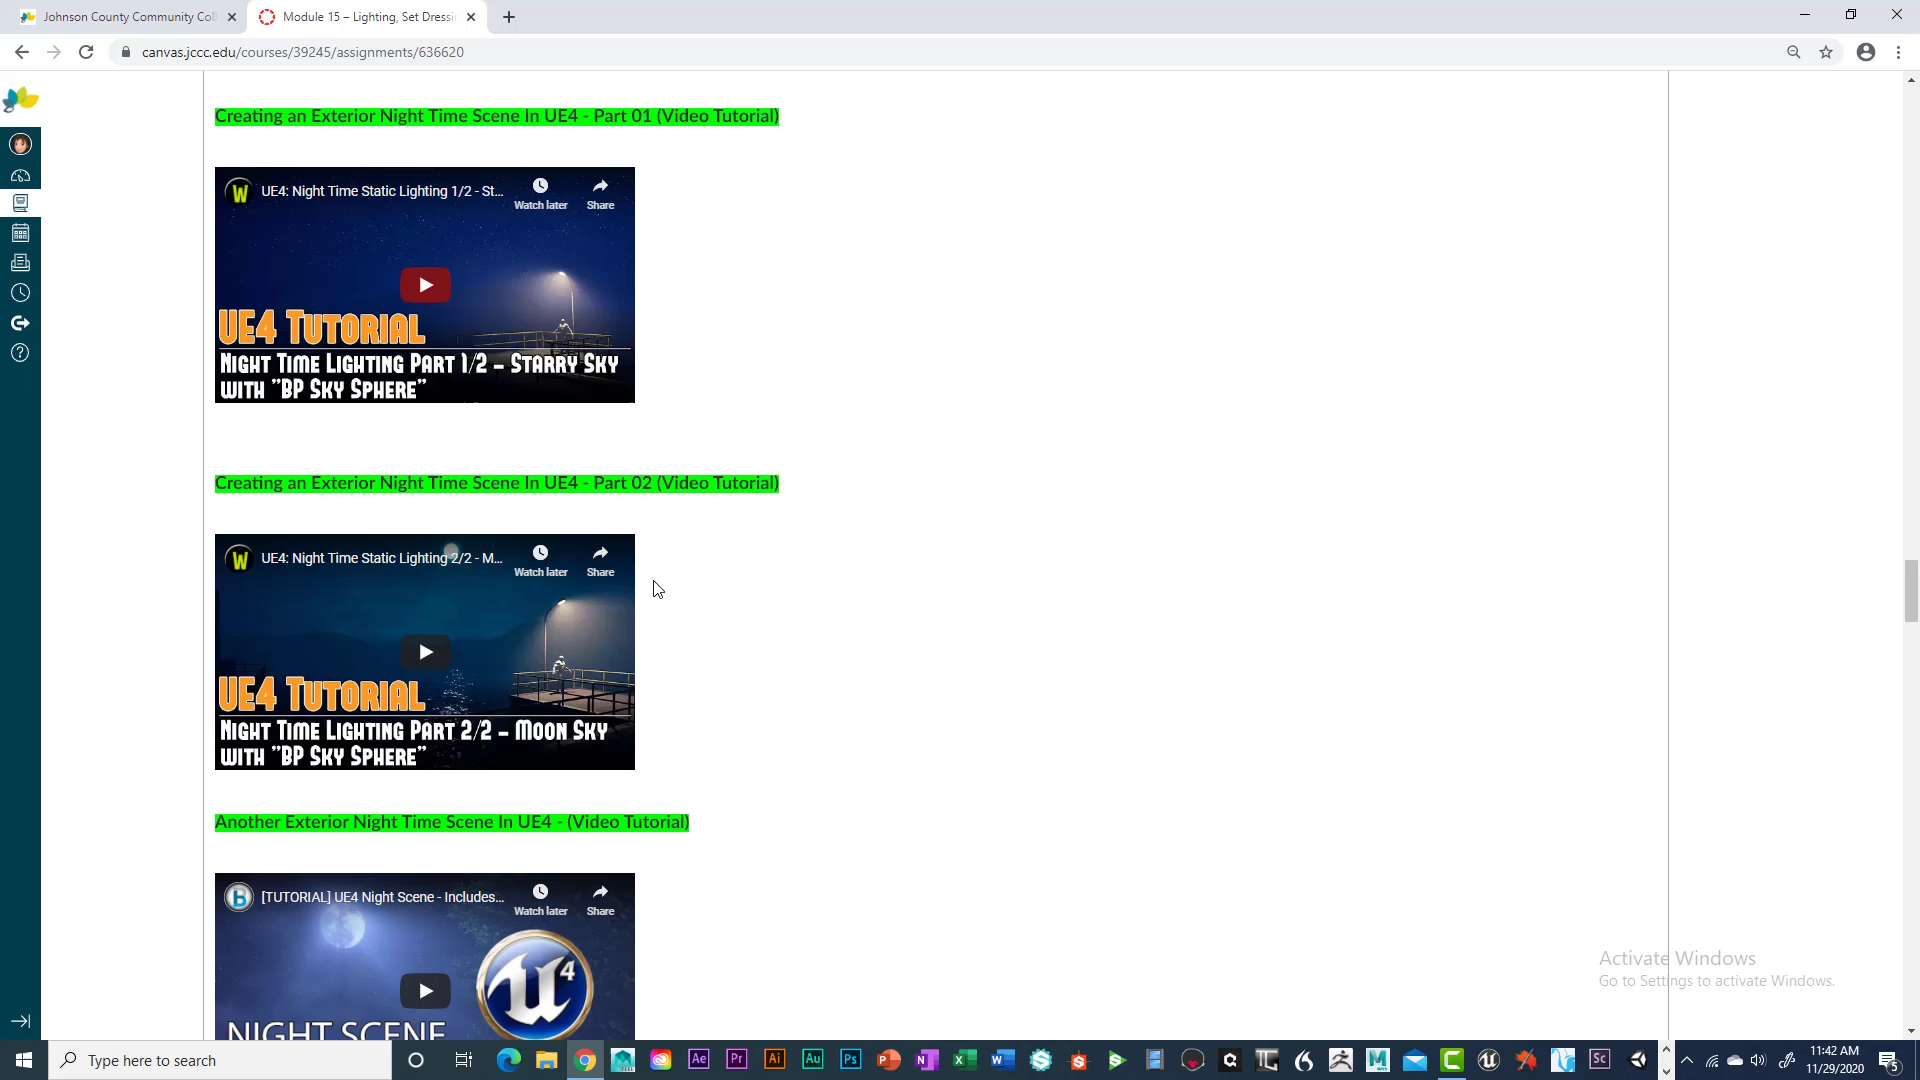 Johnson County Community Col
Module 15 – Lighting, Set Dressin
canvas.jccc.edu/courses/39245/assignments/636620
Creating an Exterior Night Time Scene In UE4 - Part 01 (Video Tutorial)
UE4: Night Time Static Lighting 1/2 - St...
Watch later
Share
UE4 Tutorial
Night Time Lighting Part 1/2 – Starry Sky
with "BP Sky Sphere"
Creating an Exterior Night Time Scene In UE4 - Part 02 (Video Tutorial)
UE4: Night Time Static Lighting 2/2 - M...
Watch later
Share
UE4 Tutorial
Night Time Lighting Part 2/2 – Moon Sky
with "BP Sky Sphere"
Another Exterior Night Time Scene In UE4 - (Video Tutorial)
[TUTORIAL] UE4 Night Scene - Includes...
Watch later
Share
NIGHT SCENE
Activate Windows
Go to Settings to activate Windows.
Type here to search
11:42 AM
11/29/2020
5